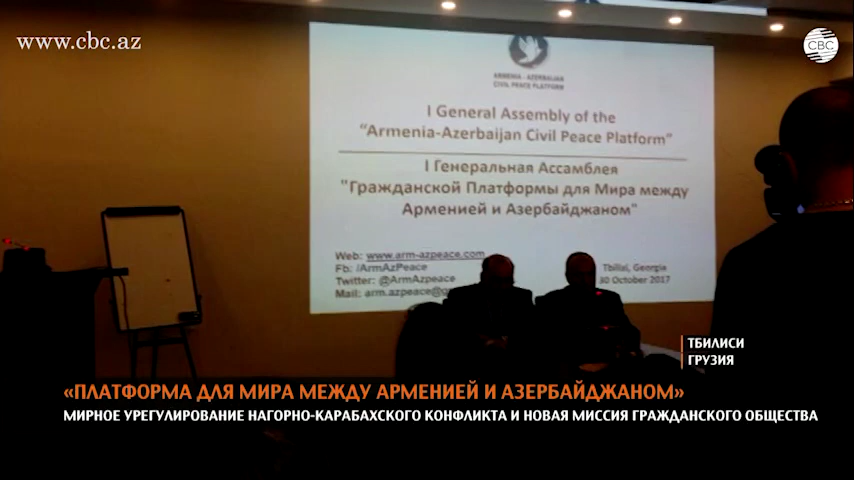 www.cbc.az
CBC
ARMENIA - AZERBAIJAN
CIVIL PEACE PLATFORM
I General Assembly of the
"Armenia-Azerbaijan Civil Peace Platform"
I Генеральная Ассамблея
"Гражданской Платформы для Мира между
Арменией и Азербайджаном"
Web: www.arm-azpeace.com
Fb: /ArmAzPeace
Twitter: @ArmAzpeace
Mail: arm.azpeace@g
Tbilisi, Georgia
30 October 2017
ТБИЛИСИ
ГРУЗИЯ
«ПЛАТФОРМА ДЛЯ МИРА МЕЖДУ АРМЕНИЕЙ И АЗЕРБАЙДЖАНОМ»
МИРНОЕ УРЕГУЛИРОВАНИЕ НАГОРНО-КАРАБАХСКОГО КОНФЛИКТА И НОВАЯ МИССИЯ ГРАЖДАНСКОГО ОБЩЕСТВА